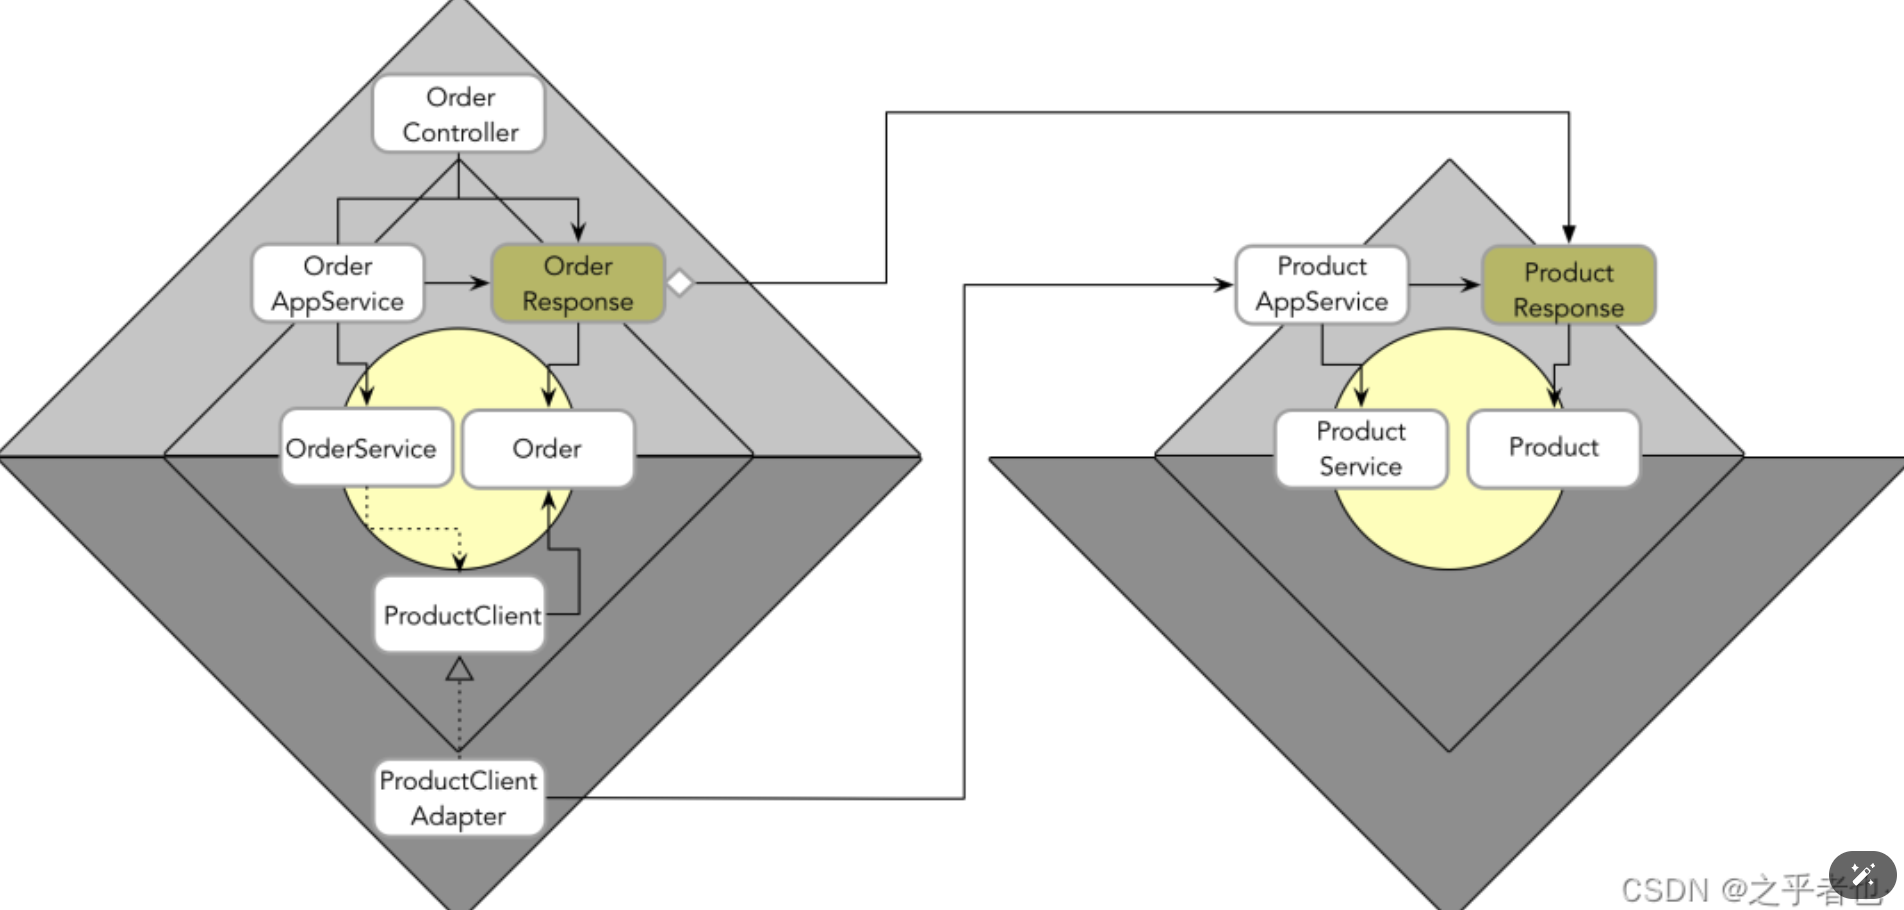 Order
Controller
Order
AppService
Order
Response
Product
AppService
Product
Response
OrderService
Order
Product
Service
Product
ProductClient
ProductClient
Adapter
CSDN @之乎者也